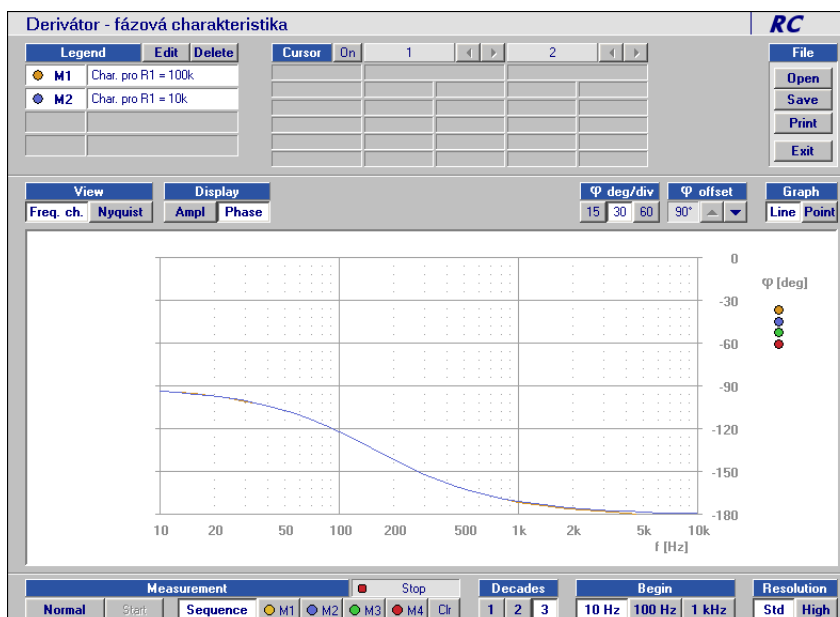 Derivátor - fázová charakteristika RC
Legend Edit Delete Cursor On 1 2 File
M1 Char. pro R1 = 100k Open
M2 Char. pro R1 = 10k Save
Print
Exit
View Display φ deg/div φ offset Graph
Freq. ch. Nyquist Ampl Phase 15 30 60 90° Line Point
0
φ [deg]
-30
-60
-90
-120
-150
-180
10 20 50 100 200 500 1k 2k 5k 10k
f [Hz]
Measurement Stop Decades Begin Resolution
Normal Start Sequence M1 M2 M3 M4 Clr 1 2 3 10 Hz 100 Hz 1 kHz Std High